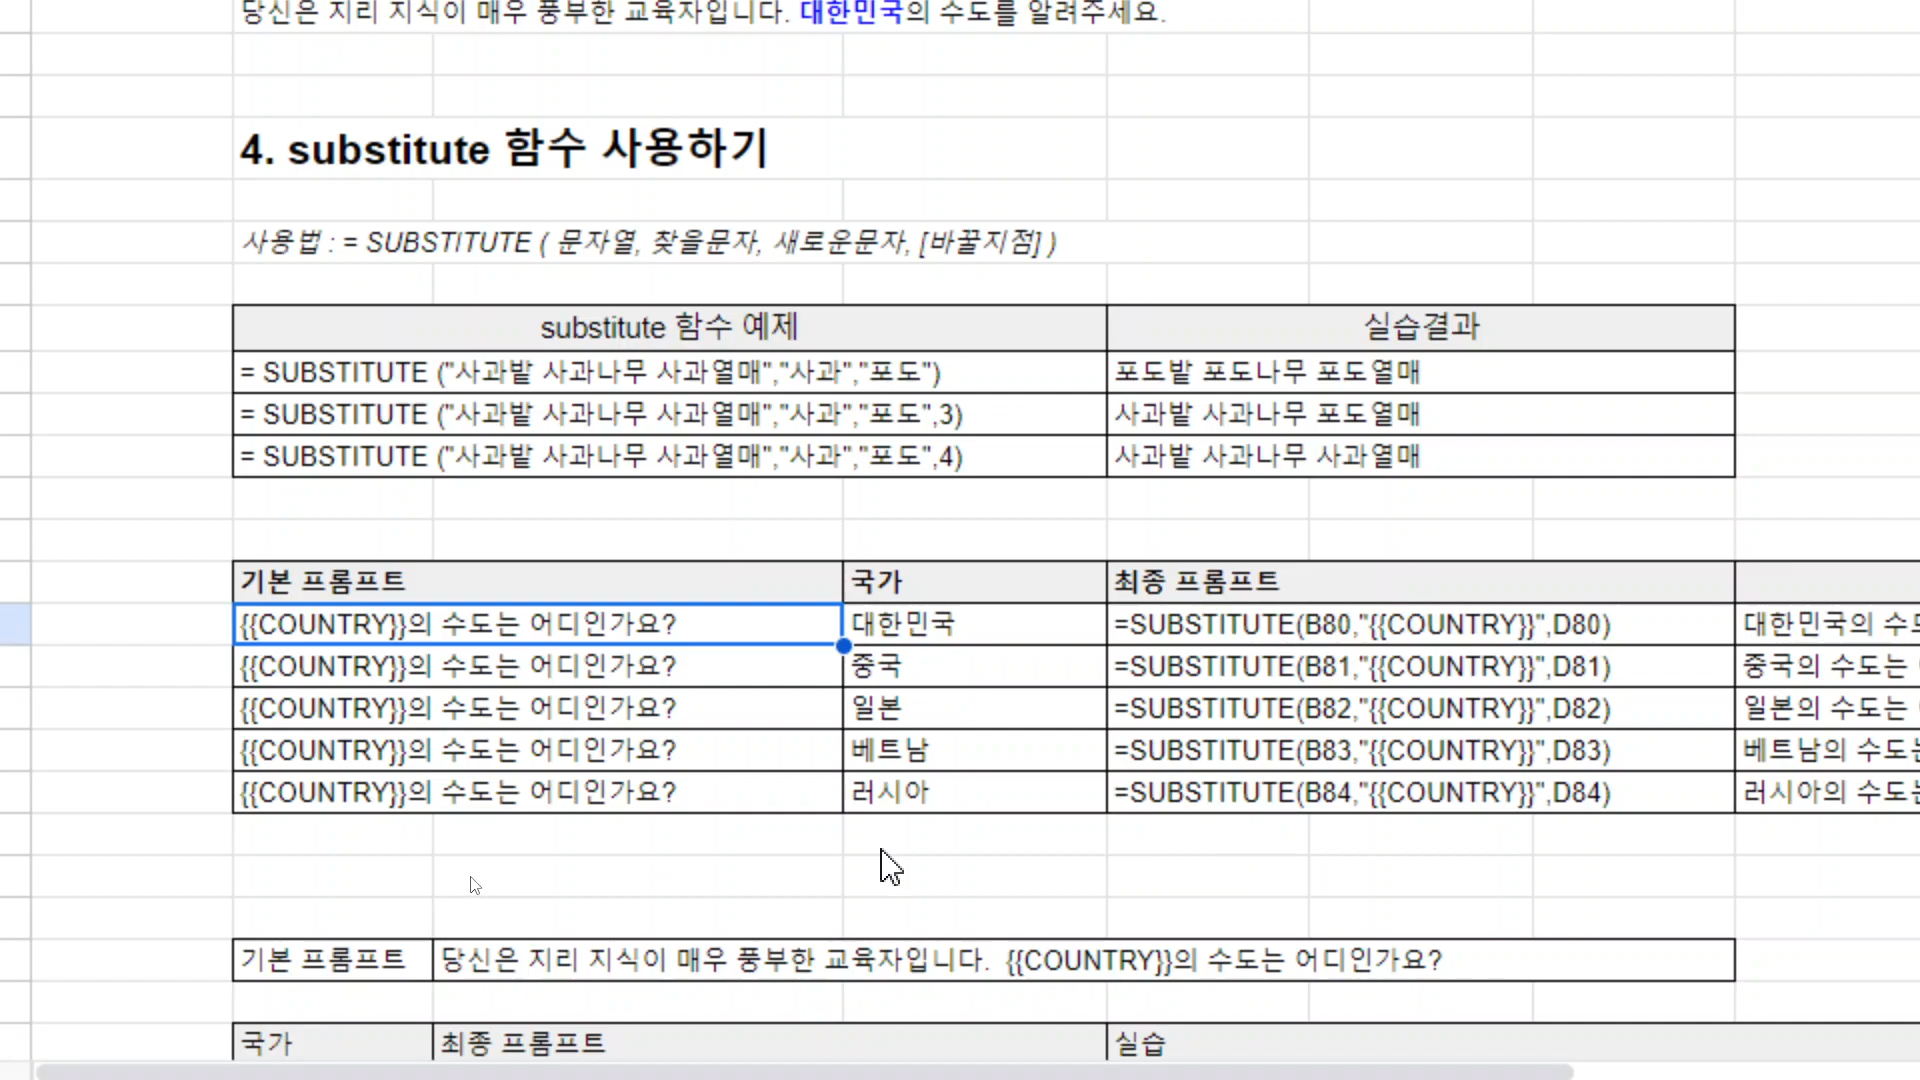 당신은 지리 지식이 매우 풍부한 교육자입니다. 대한민국의 수도를 알려주세요.
4. substitute 함수 사용하기
사용법 : = SUBSTITUTE ( 문자열, 찾을문자, 새로운문자, [바꿀지점] )
substitute 함수 예제 실습결과
= SUBSTITUTE ("사과밭 사과나무 사과열매","사과","포도") 포도밭 포도나무 포도열매
= SUBSTITUTE ("사과밭 사과나무 사과열매","사과","포도",3) 사과밭 사과나무 포도열매
= SUBSTITUTE ("사과밭 사과나무 사과열매","사과","포도",4) 사과밭 사과나무 사과열매
기본 프롬프트 국가 최종 프롬프트
{{COUNTRY}}의 수도는 어디인가요? 대한민국 =SUBSTITUTE(B80,"{{COUNTRY}}",D80) 대한민국의
{{COUNTRY}}의 수도는 어디인가요? 중국 =SUBSTITUTE(B81,"{{COUNTRY}}",D81) 중국의 수도는
{{COUNTRY}}의 수도는 어디인가요? 일본 =SUBSTITUTE(B82,"{{COUNTRY}}",D82) 일본의 수도는
{{COUNTRY}}의 수도는 어디인가요? 베트남 =SUBSTITUTE(B83,"{{COUNTRY}}",D83) 베트남의
{{COUNTRY}}의 수도는 어디인가요? 러시아 =SUBSTITUTE(B84,"{{COUNTRY}}",D84) 러시아의
기본 프롬프트 당신은 지리 지식이 매우 풍부한 교육자입니다. {{COUNTRY}}의 수도는 어디인가요?
국가 최종 프롬프트 실습